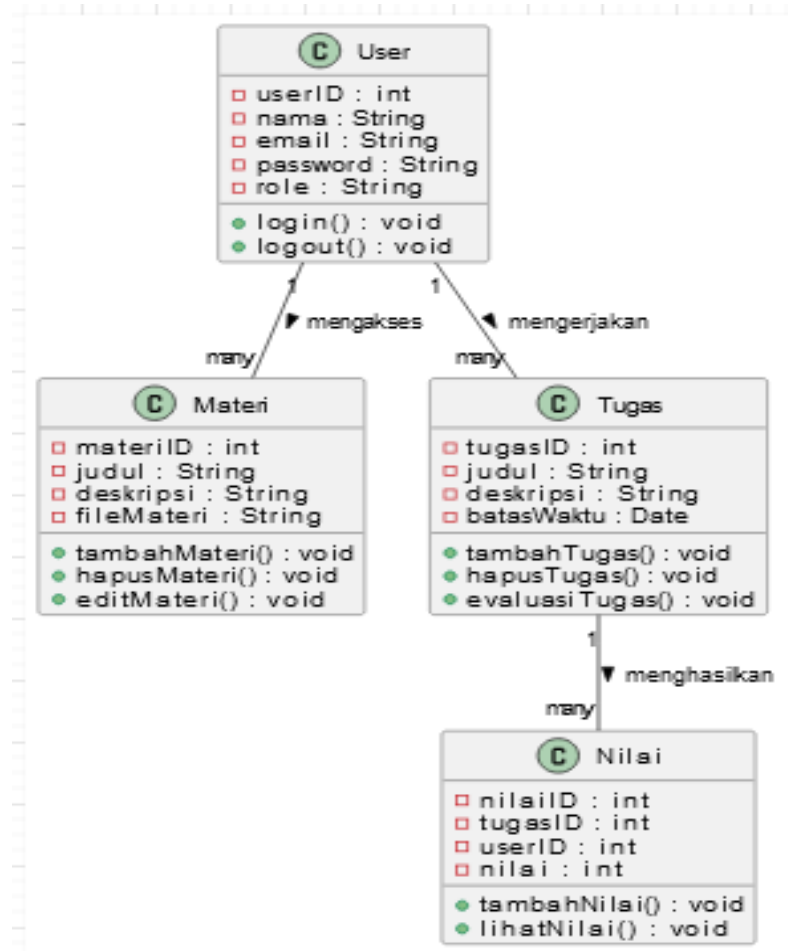 C User
userID : int
nama : String
email : String
password : String
role : String
login() : void
logout() : void
1 1
mengakses mengerjakan
many many
C Materi
materiID : int
judul : String
deskripsi : String
fileMateri : String
tambahMateri() : void
hapusMateri() : void
editMateri() : void
C Tugas
tugasID : int
judul : String
deskripsi : String
batasWaktu : Date
tambahTugas() : void
hapusTugas() : void
evaluasiTugas() : void
1
menghasilkan
many
C Nilai
nilaiID : int
tugasID : int
userID : int
nilai : int
tambahNilai() : void
lihatNilai() : void